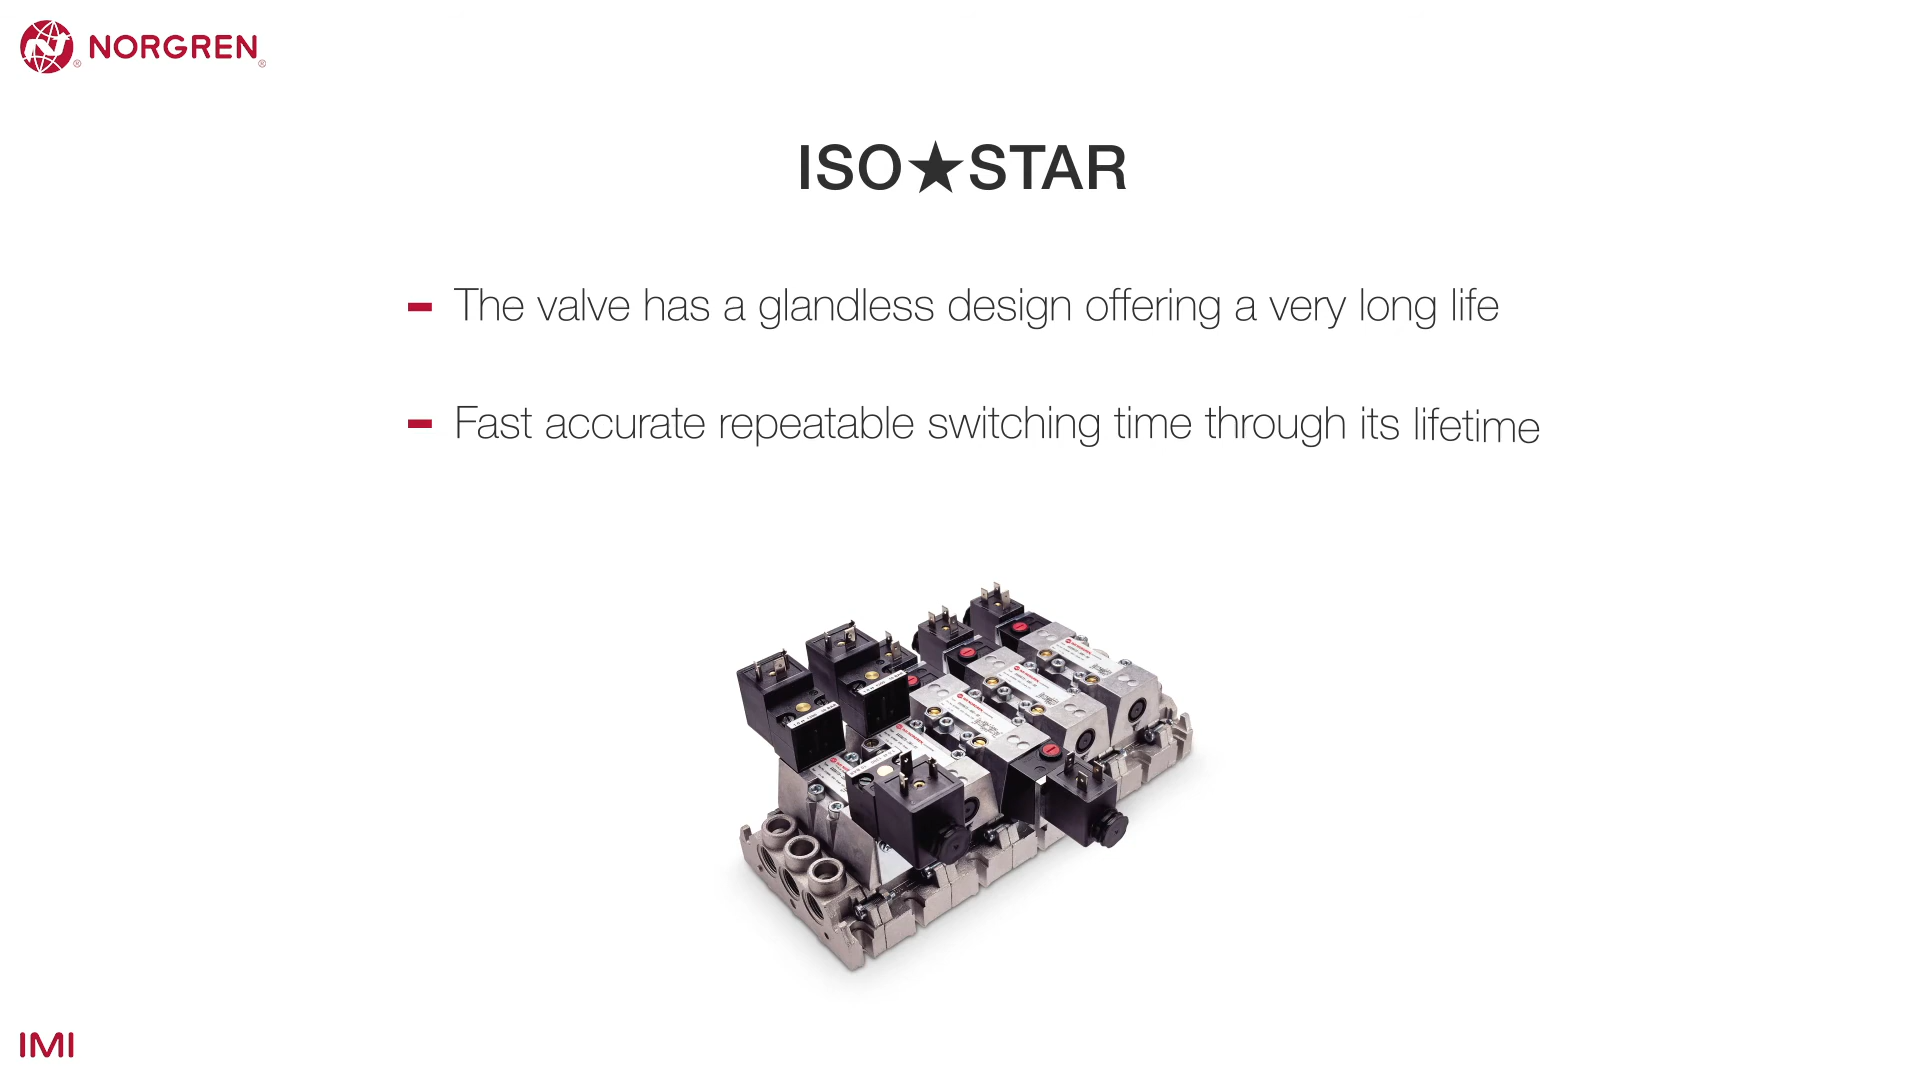 NORGREN
ISO★STAR
The valve has a glandless design offering a very long life
Fast accurate repeatable switching time through its lifetime
IMI